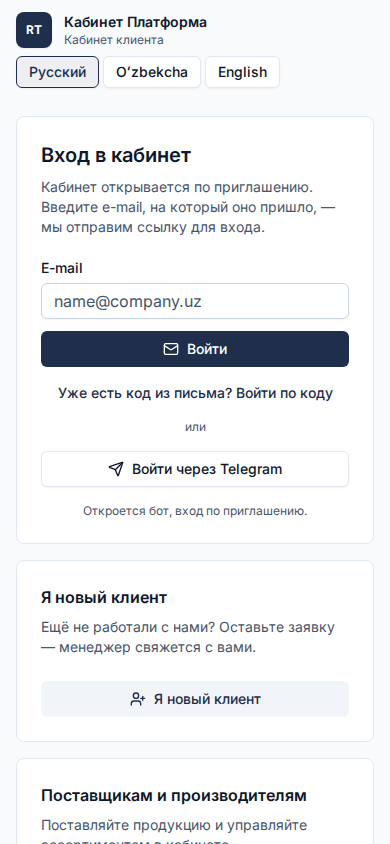 RT
Кабинет Платформа
Кабинет клиента
Русский
Oʻzbekcha
English
Вход в кабинет
Кабинет открывается по приглашению.
Введите e-mail, на который оно пришло, —
мы отправим ссылку для входа.
E-mail
name@company.uz
Войти
Уже есть код из письма? Войти по коду
или
Войти через Telegram
Откроется бот, вход по приглашению.
Я новый клиент
Ещё не работали с нами? Оставьте заявку
— менеджер свяжется с вами.
Я новый клиент
Поставщикам и производителям
Поставляйте продукцию и управляйте
ассортиментом в кабинете